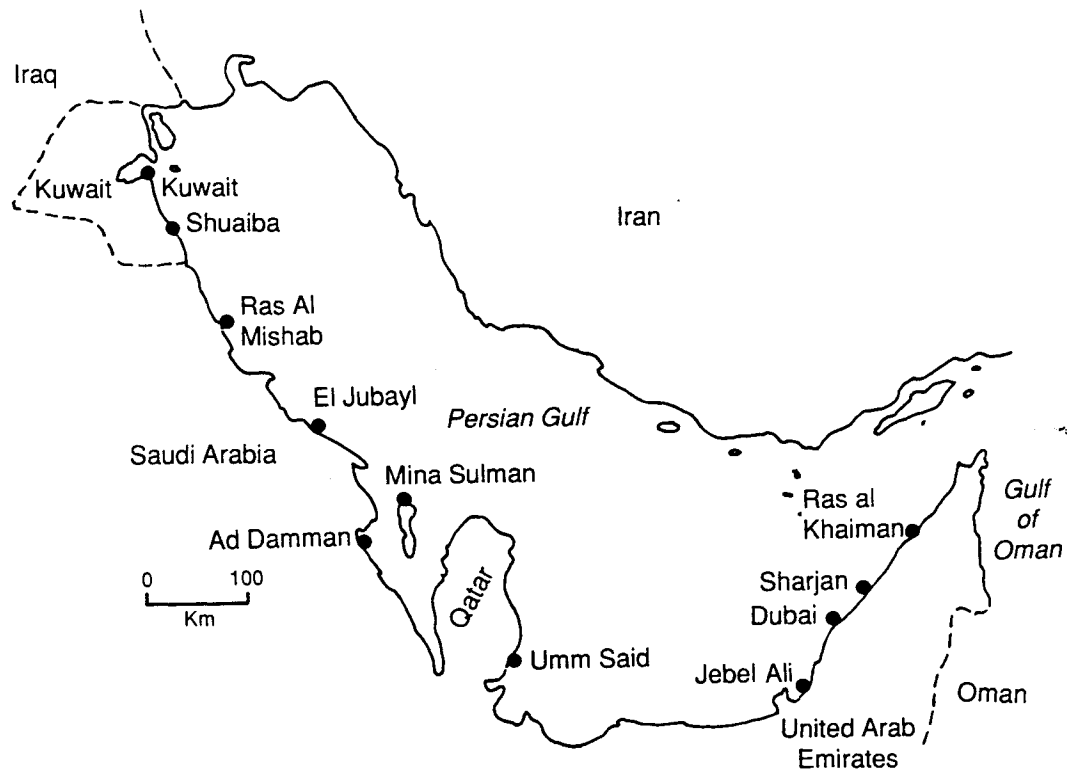 Iraq
Kuwait
Kuwait
Shuaiba
Iran
Ras Al
Mishab
El Jubayl
Persian Gulf
Saudi Arabia
Mina Sulman
Ras al
Khaiman
Gulf
of
Oman
Ad Damman
0 100
Km
Qatar
Sharjan
Dubai
Umm Said
Jebel Ali
Oman
United Arab
Emirates